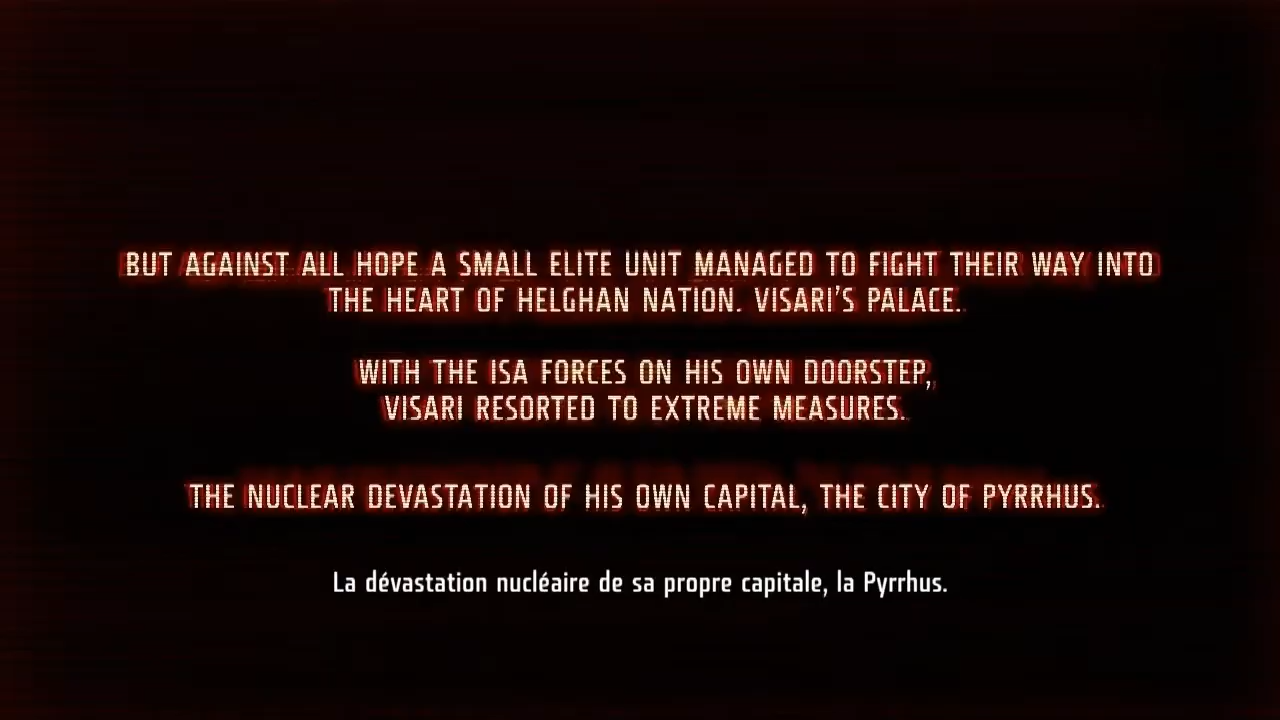 BUT AGAINST ALL HOPE A SMALL ELITE UNIT MANAGED TO FIGHT THEIR WAY INTO
THE HEART OF HELGHAN NATION. VISARI'S PALACE.
WITH THE ISA FORCES ON HIS OWN DOORSTEP,
VISARI RESORTED TO EXTREME MEASURES.
THE NUCLEAR DEVASTATION OF HIS OWN CAPITAL, THE CITY OF PYRRHUS.
La dévastation nucléaire de sa propre capitale, la Pyrrhus.